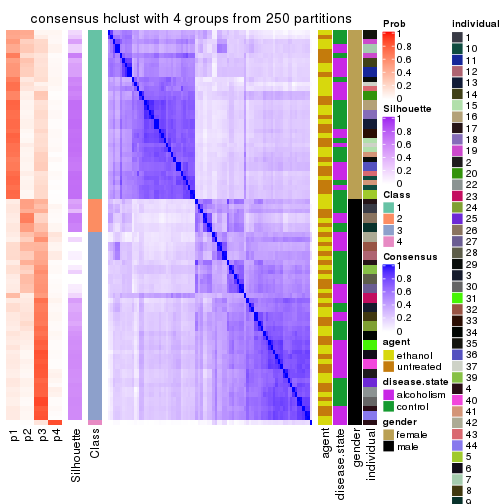 consensus hclust with 4 groups from 250 partitions
p1
p2
p3
p4
Silhouette
Class
agent
disease.state
gender
individual
Prob
1
0.8
0.6
0.4
0.2
0
Silhouette
1
0.8
0.6
0.4
0.2
0
Class
1
2
3
4
Consensus
1
0.8
0.6
0.4
0.2
0
agent
ethanol
untreated
disease.state
alcoholism
control
gender
female
male
individual
1
10
11
12
13
14
15
16
17
18
19
2
20
22
23
24
25
26
27
28
29
3
30
31
32
33
34
35
36
37
39
4
40
41
42
43
44
5
6
7
8
9